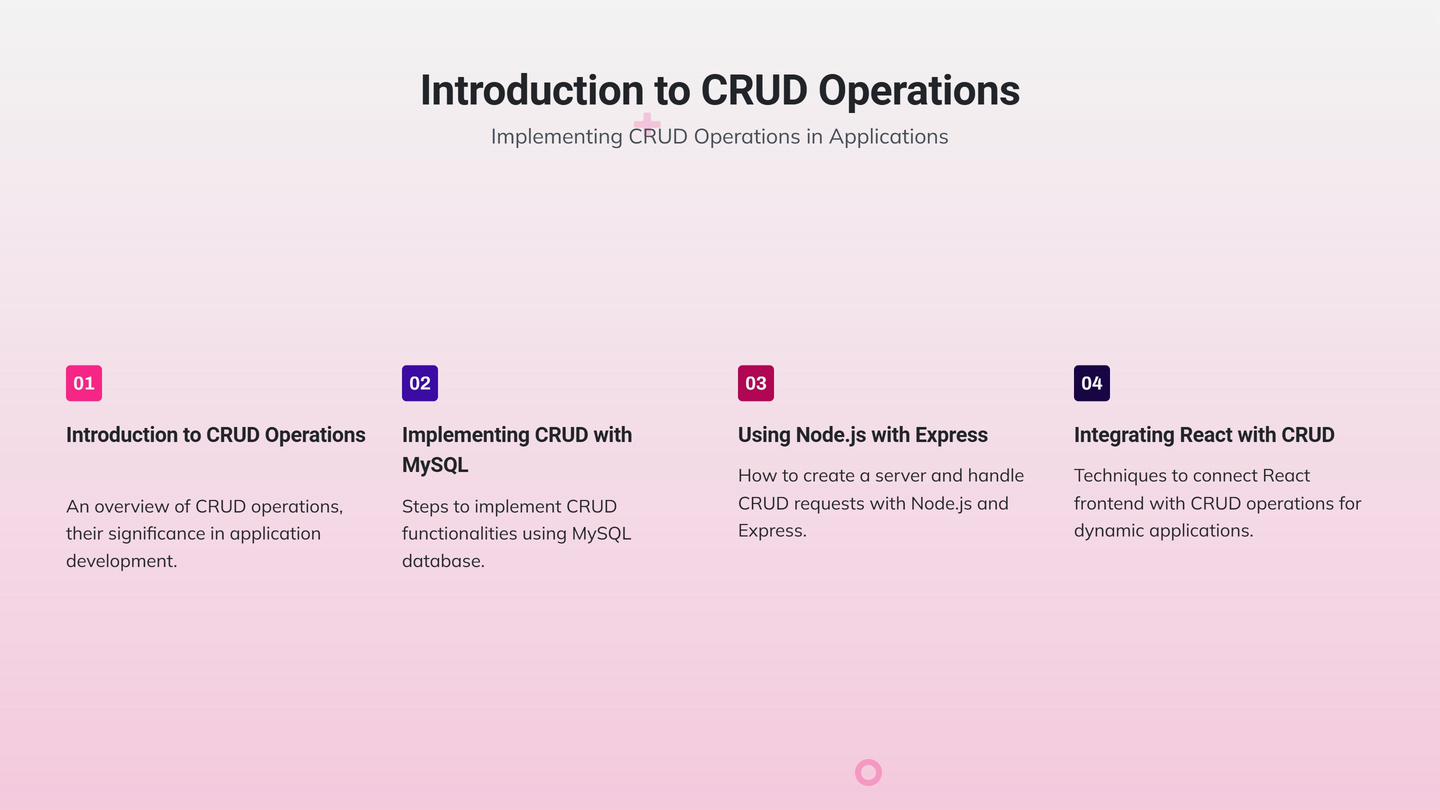 Introduction to CRUD Operations
Implementing CRUD Operations in Applications
01
Introduction to CRUD Operations
An overview of CRUD operations,
their significance in application
development.
02
Implementing CRUD with
MySQL
Steps to implement CRUD
functionalities using MySQL
database.
03
Using Node.js with Express
How to create a server and handle
CRUD requests with Node.js and
Express.
04
Integrating React with CRUD
Techniques to connect React
frontend with CRUD operations for
dynamic applications.